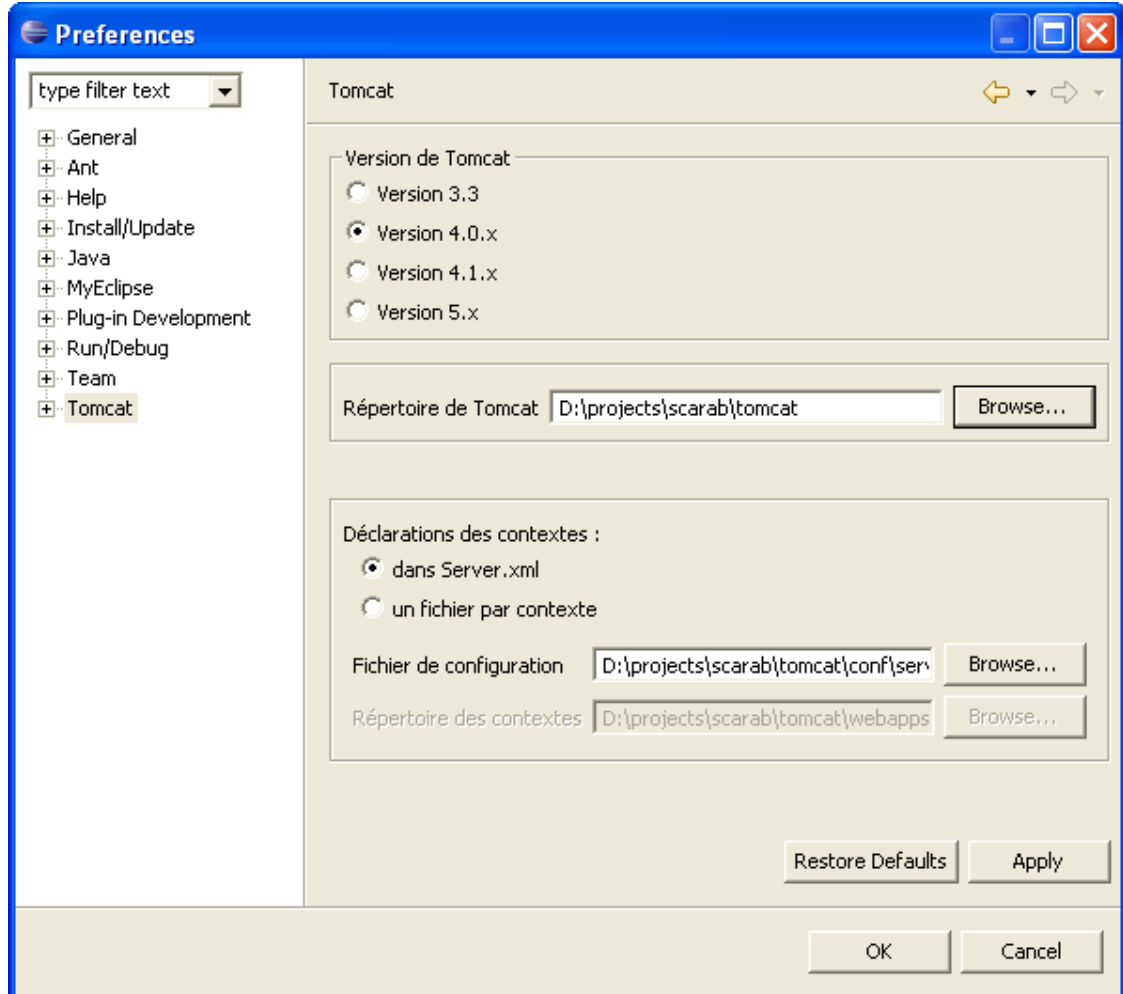 Preferences
type filter text
General
Ant
Help
Install/Update
Java
MyEclipse
Plug-in Development
Run/Debug
Team
Tomcat
Tomcat
Version de Tomcat
Version 3.3
Version 4.0.x
Version 4.1.x
Version 5.x
Répertoire de Tomcat D:\projects\scarab\tomcat Browse...
Déclarations des contextes :
dans Server.xml
un fichier par contexte
Fichier de configuration D:\projects\scarab\tomcat\conf\serv Browse...
Répertoire des contextes D:\projects\scarab\tomcat\webapps Browse...
Restore Defaults Apply
OK Cancel